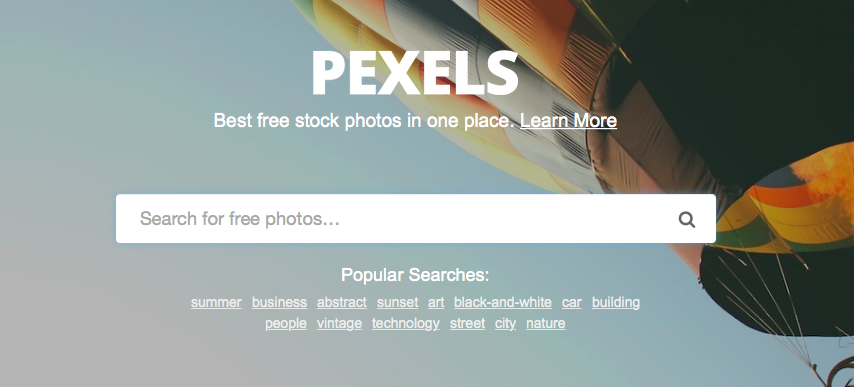 PEXELS
Best free stock photos in one place. Learn More
Search for free photos...
Popular Searches:
summer business abstract sunset art black-and-white car building
people vintage technology street city nature